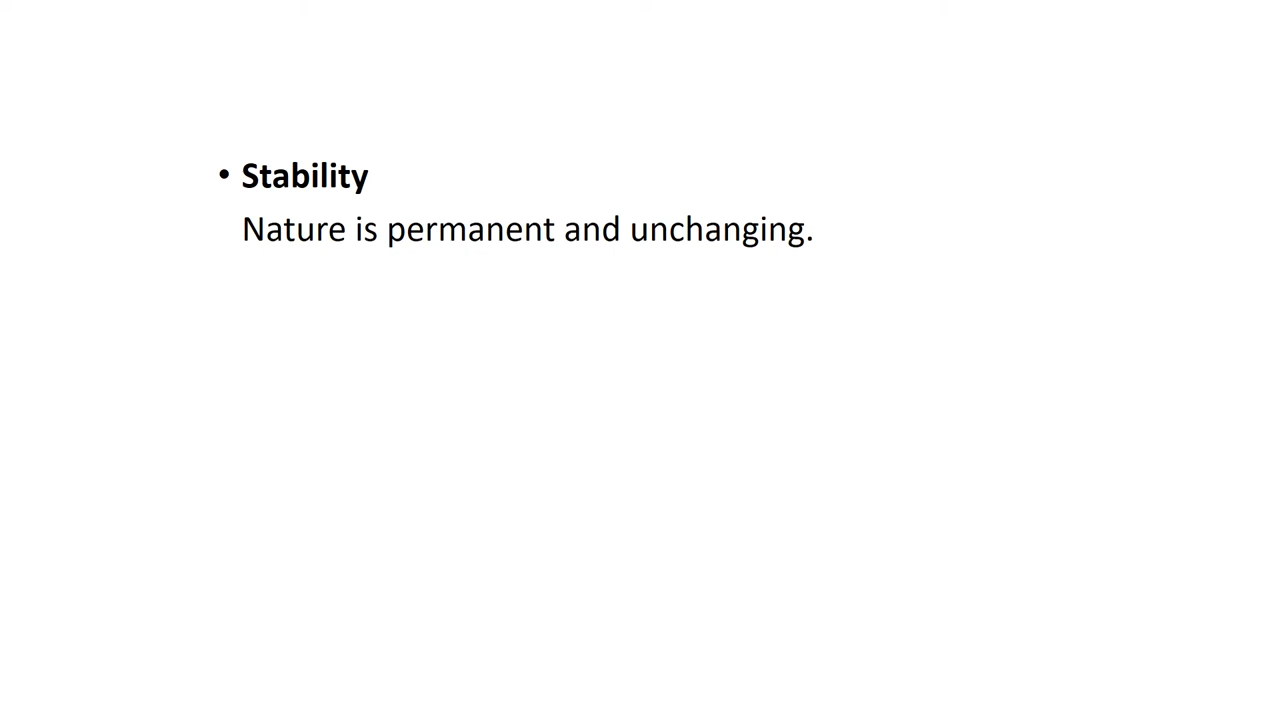 • Stability
Nature is permanent and unchanging.